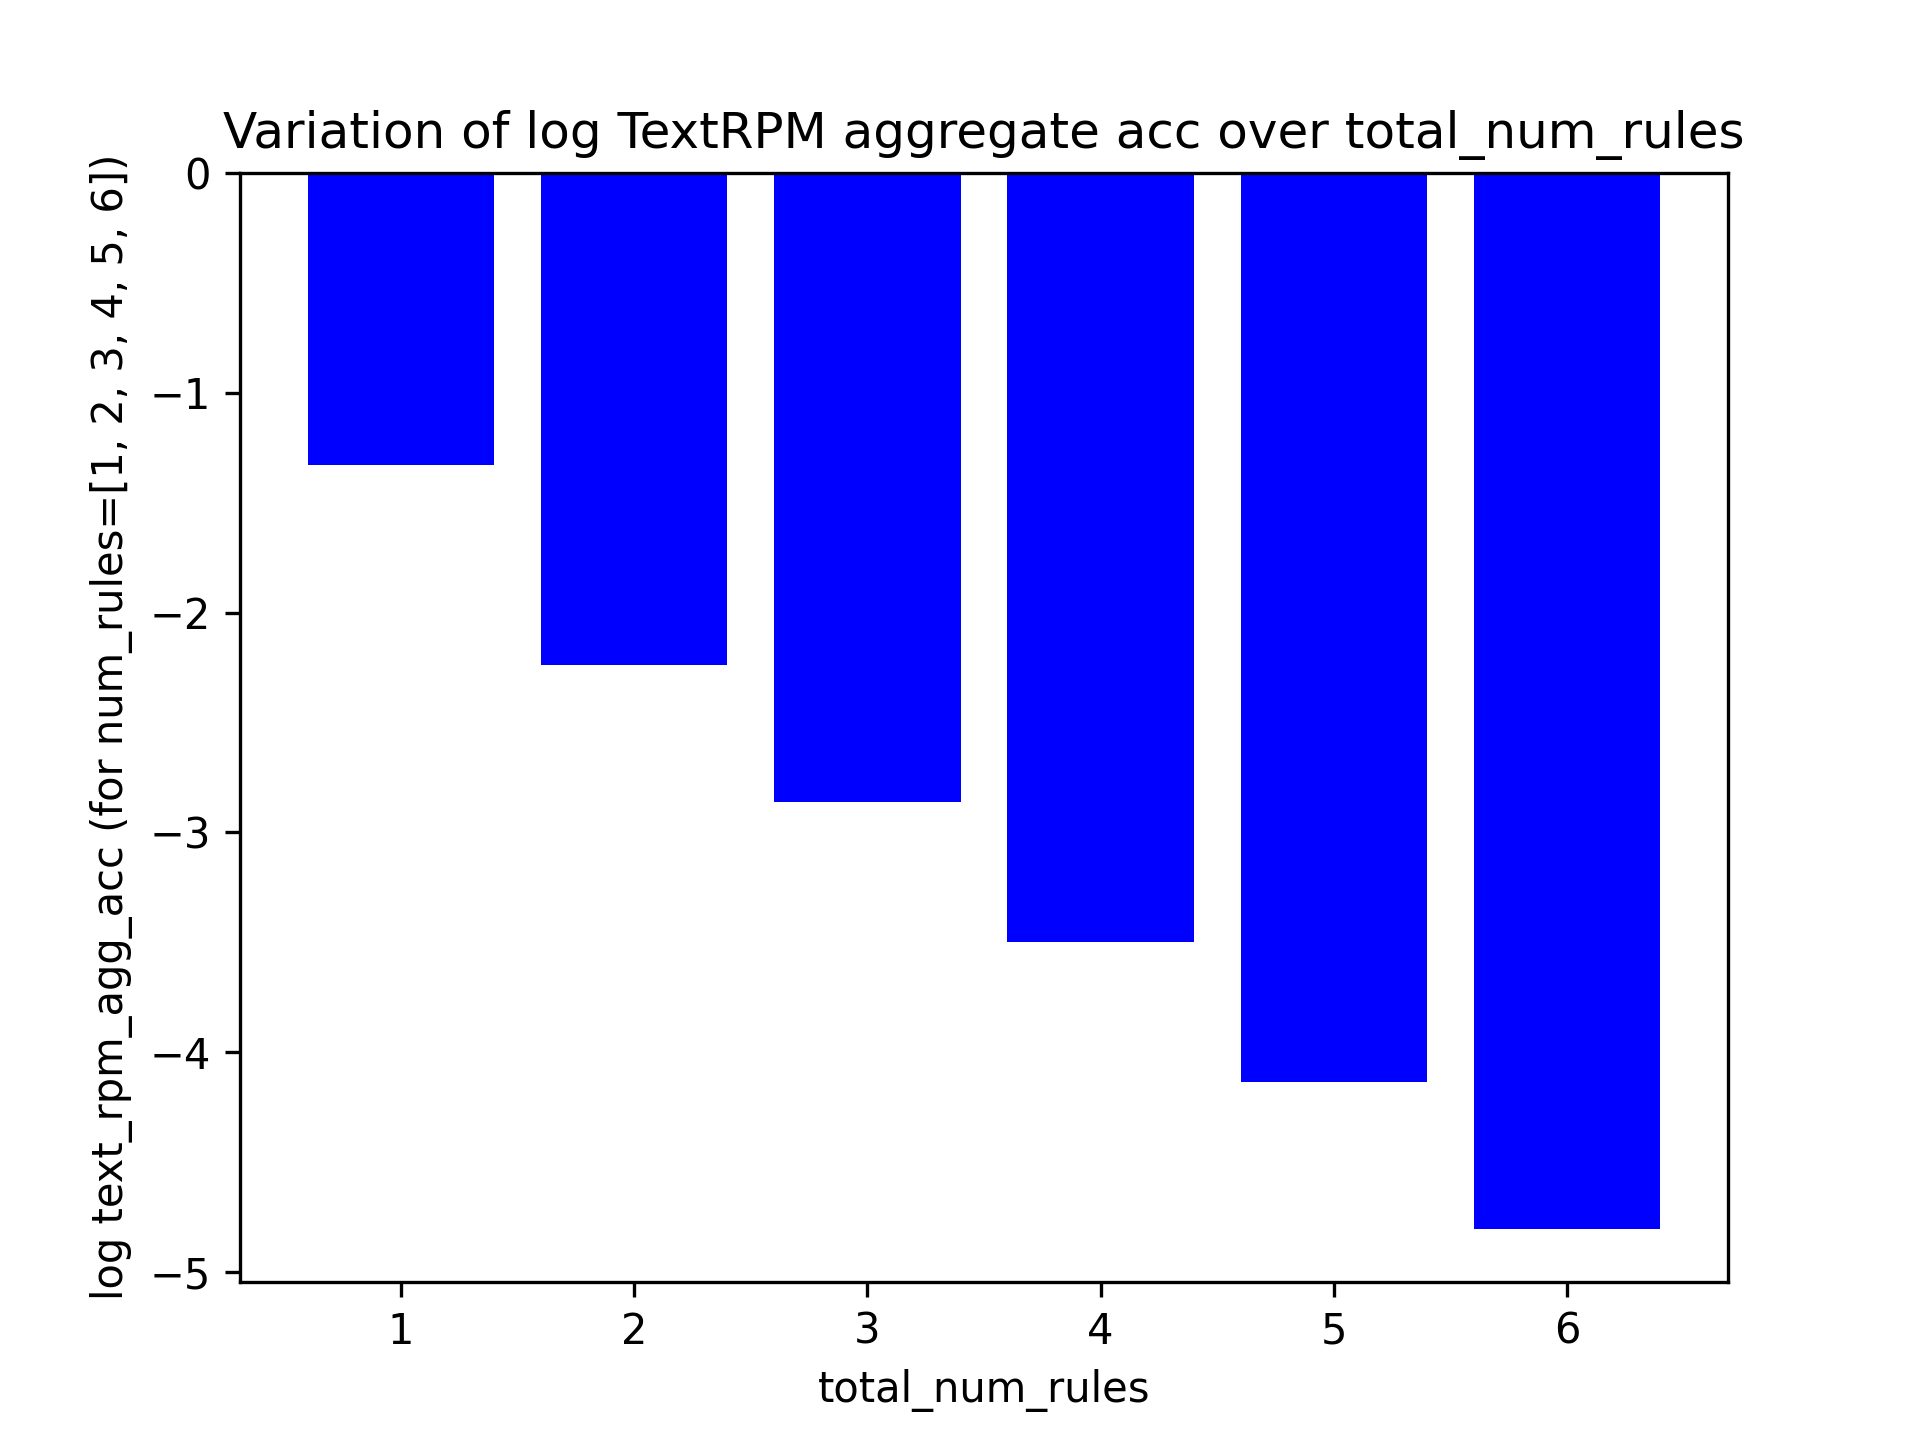 Variation of log TextRPM aggregate acc over total_num_rules
log text_rpm_agg_acc (for num_rules=[1, 2, 3, 4, 5, 6])
0
−1
−2
−3
−4
−5
1 2 3 4 5 6
total_num_rules